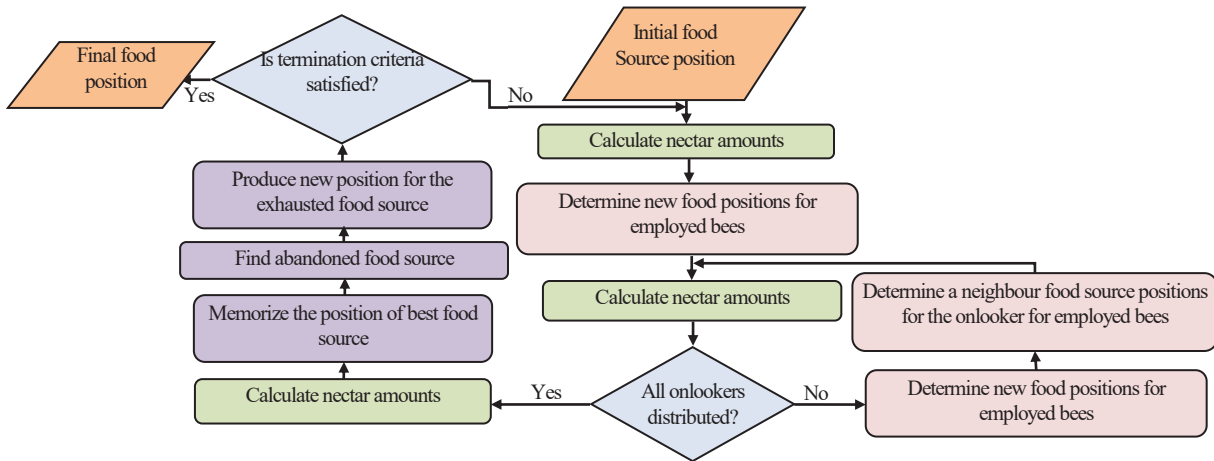 Final food
position
Is termination criteria
satisfied?
Initial food
Source position
Yes
No
Calculate nectar amounts
Produce new position for the
exhausted food source
Determine new food positions for
employed bees
Find abandoned food source
Calculate nectar amounts
Determine a neighbour food source positions
for the onlooker for employed bees
Memorize the position of best food
source
Calculate nectar amounts
Yes
All onlookers
distributed?
No
Determine new food positions for
employed bees